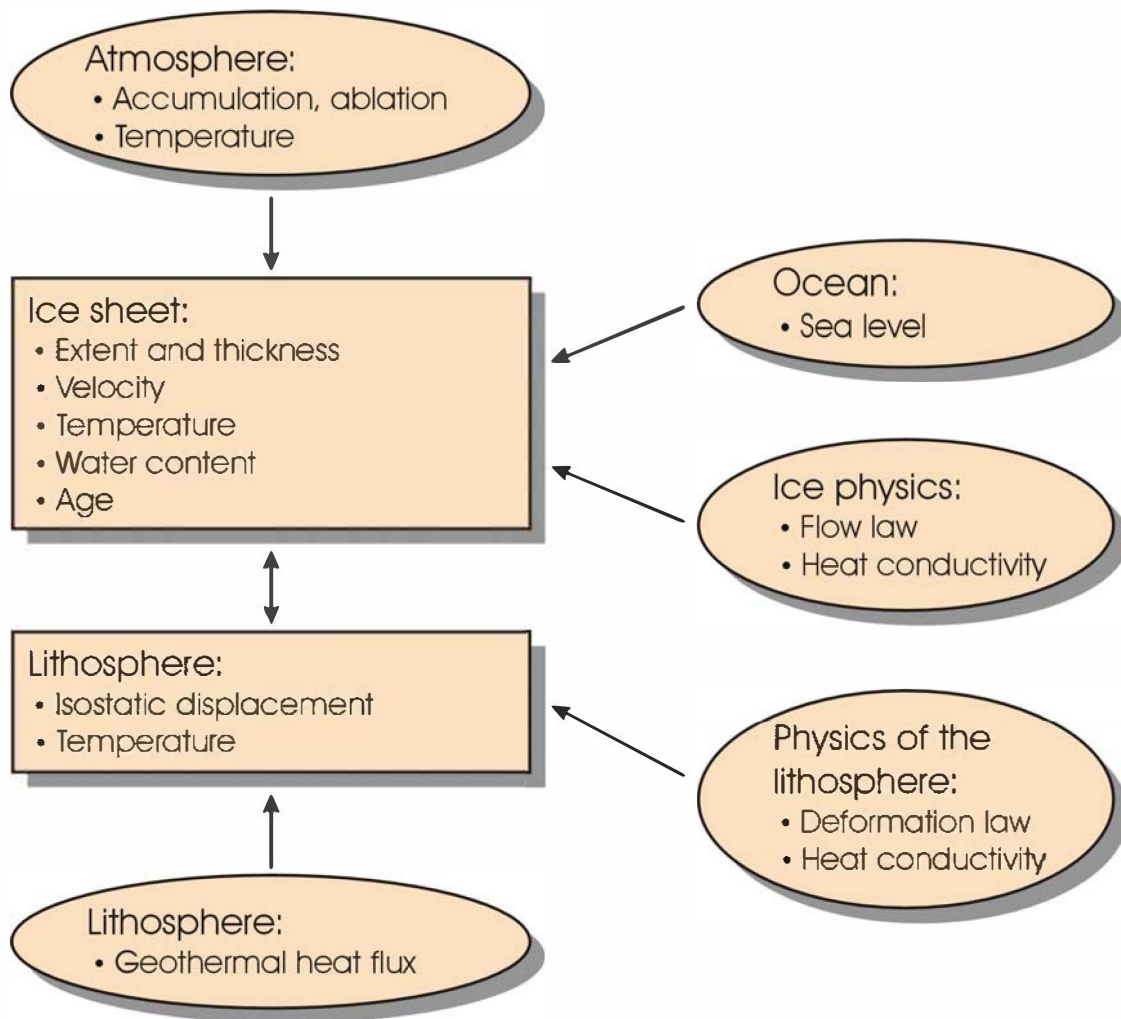 Atmosphere:
• Accumulation, ablation
• Temperature
Ice sheet:
• Extent and thickness
• Velocity
• Temperature
• Water content
• Age
Ocean:
• Sea level
Ice physics:
• Flow law
• Heat conductivity
Lithosphere:
• Isostatic displacement
• Temperature
Physics of the
lithosphere:
• Deformation law
• Heat conductivity
Lithosphere:
• Geothermal heat flux